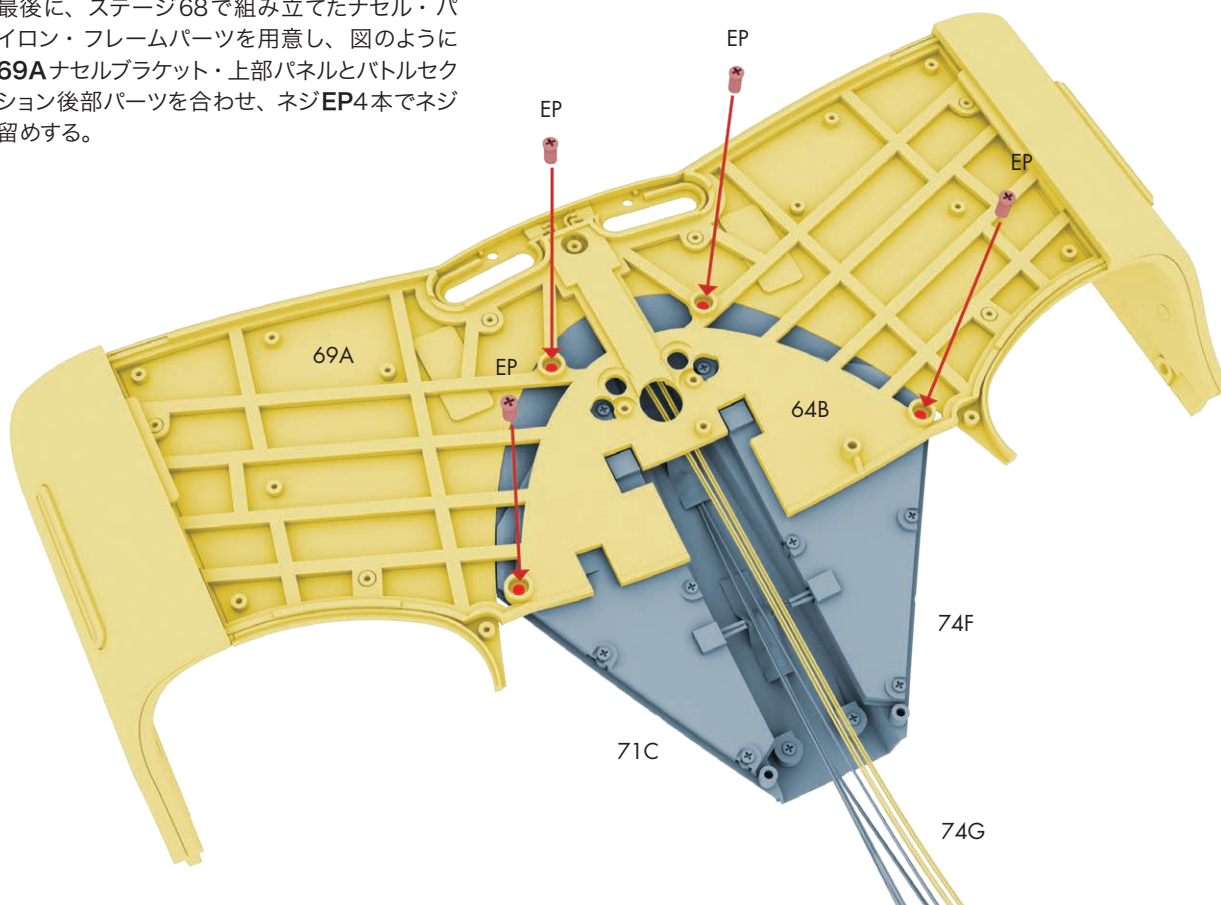 最後に、ステージ68で組み立てたナセル・パ
イロン・フレームパーツを用意し、図のように
69Aナセルブラケット・上部パネルとバトルセク
ション後部パーツを合わせ、ネジEP4本でネジ
留めする。
EP
EP
EP
69A
EP
64B
74F
71C
74G